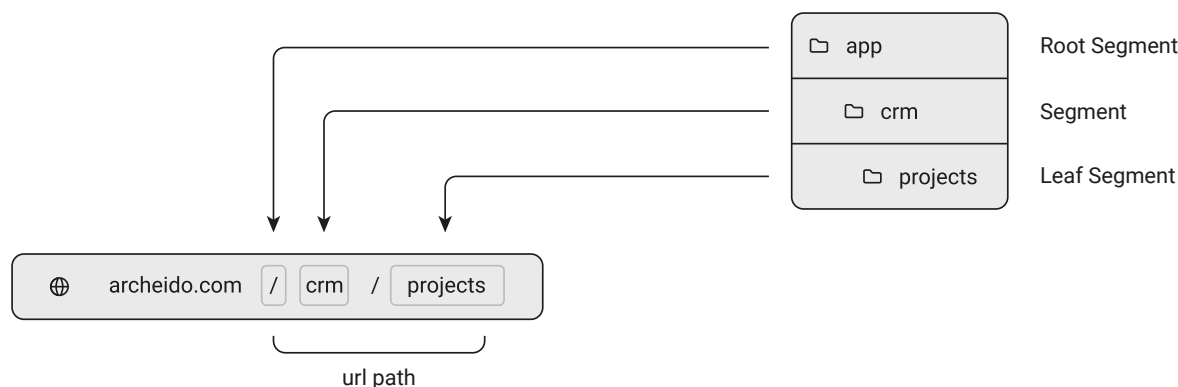 app Root Segment
crm Segment
projects Leaf Segment
archeido.com / crm / projects
url path